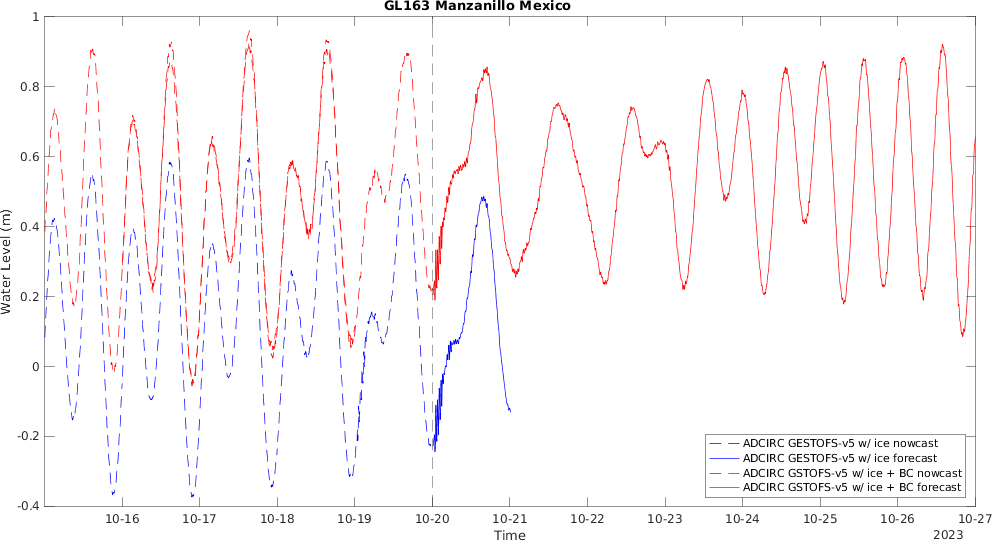 GL163 Manzanillo Mexico
Water Level (m)
1
0.8
0.6
0.4
0.2
0
-0.2
-0.4
ADCIRC GESTOFS-v5 w/ ice nowcast
ADCIRC GESTOFS-v5 w/ ice forecast
ADCIRC GSTOFS-v5 w/ ice + BC nowcast
ADCIRC GSTOFS-v5 w/ ice + BC forecast
10-16 10-17 10-18 10-19 10-20 10-21 10-22 10-23 10-24 10-25 10-26 10-27
Time
2023